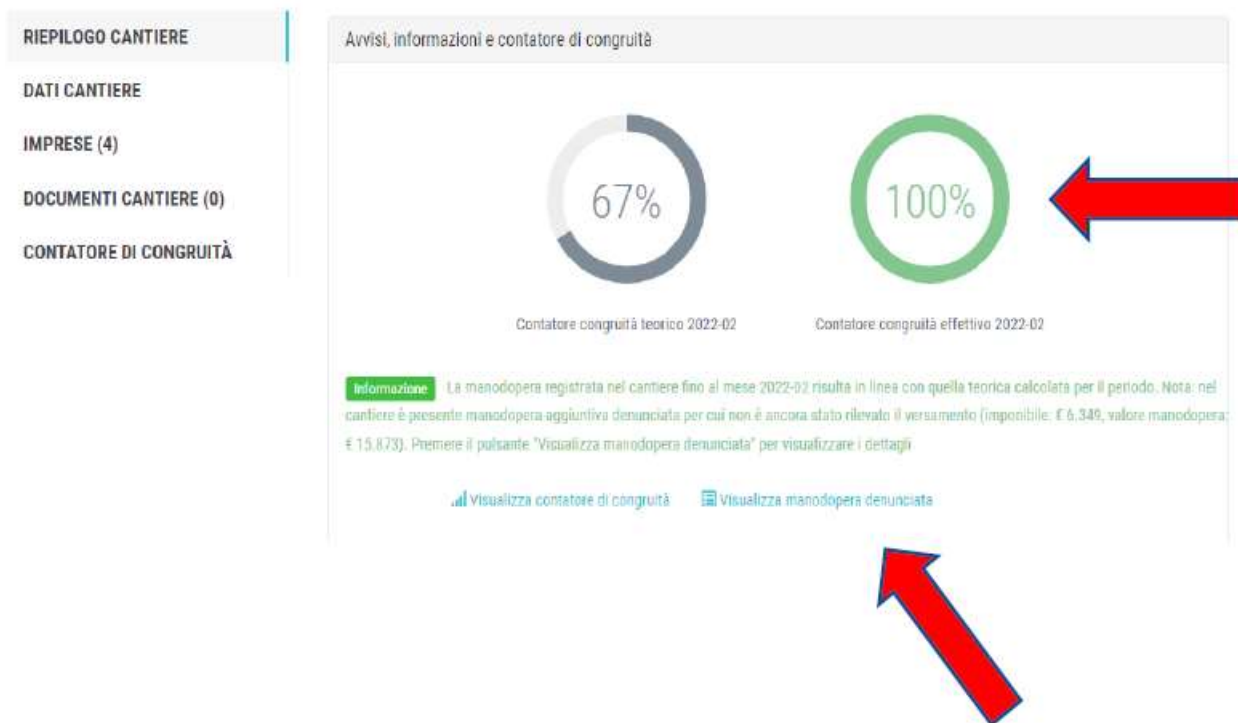 RIEPILOGO CANTIERE
DATI CANTIERE
IMPRESE (4)
DOCUMENTI CANTIERE (0)
CONTATORE DI CONGRUITÀ
Avvisi, informazioni e contatore di congruità
67%
100%
Contatore congruità teorico 2022-02
Contatore congruità effettivo 2022-02
Informazione La manodopera registrata nel cantiere fino al mese 2022-02 risulta in linea con quella teorica calcolata per il periodo. Nota: nel
cantiere è presente manodopera aggiuntiva denunciata per cui non è ancora stato rilevato il versamento (imponibile: € 6.349, valore manodopera:
€ 15.873). Premere il pulsante "Visualizza manodopera denunciata" per visualizzare i dettagli
Visualizza contatore di congruità
Visualizza manodopera denunciata